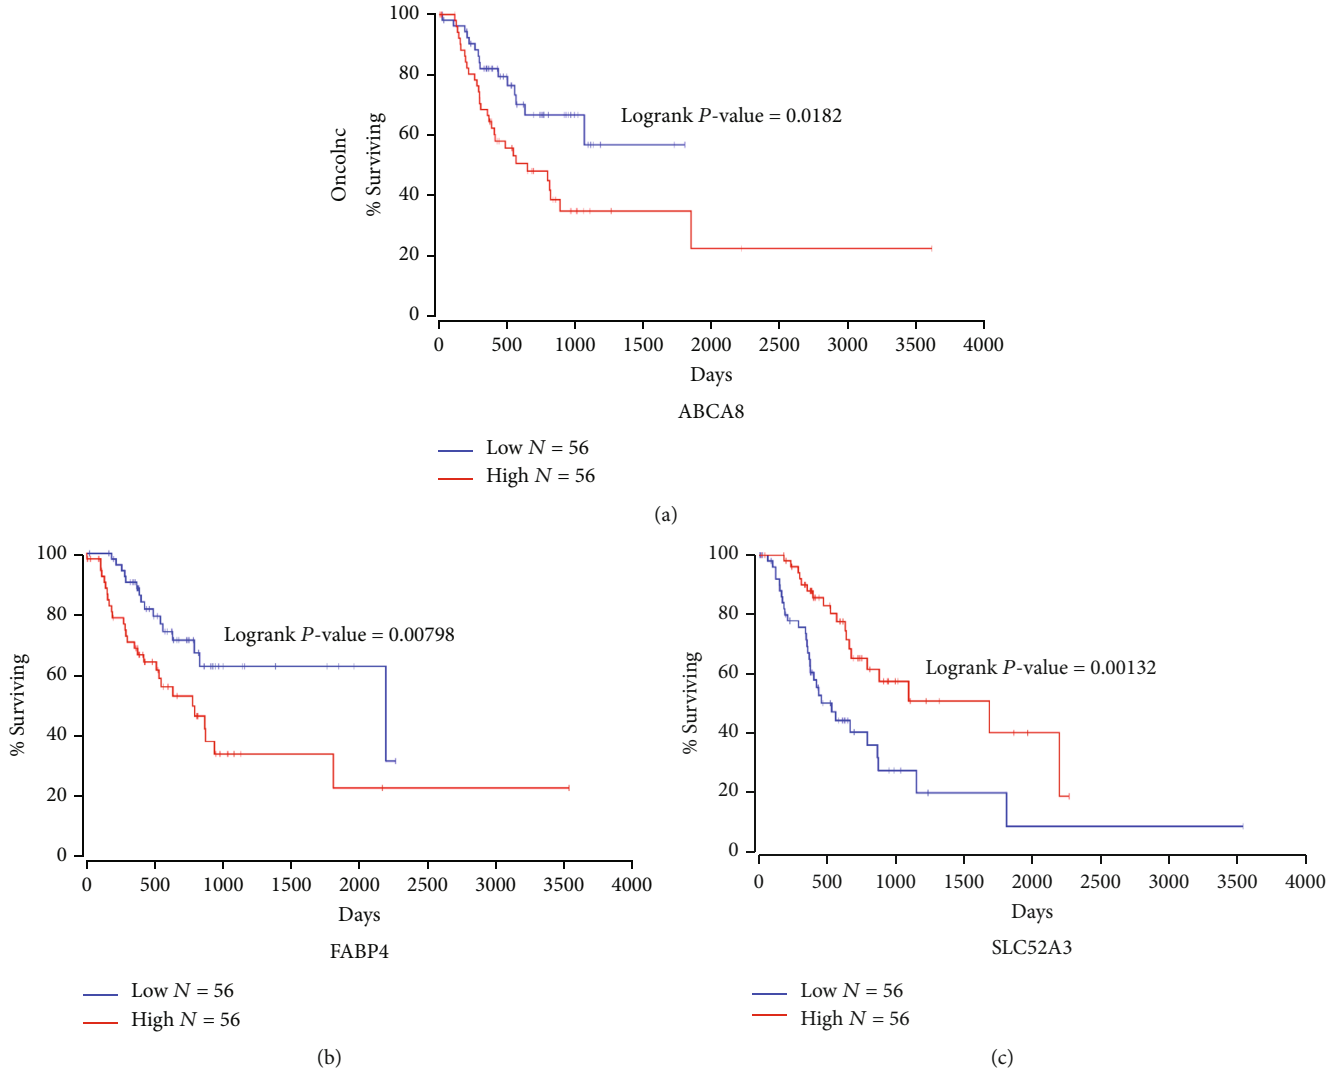 Oncolnc
% Surviving
100
80
60
40
20
0
Logrank P-value = 0.0182
0 500 1000 1500 2000 2500 3000 3500 4000
Days
ABCA8
Low N = 56
High N = 56
(a)
% Surviving
100
80
60
40
20
0
Logrank P-value = 0.00798
0 500 1000 1500 2000 2500 3000 3500 4000
Days
FABP4
Low N = 56
High N = 56
(b)
% Surviving
100
80
60
40
20
0
Logrank P-value = 0.00132
0 500 1000 1500 2000 2500 3000 3500 4000
Days
SLC52A3
Low N = 56
High N = 56
(c)